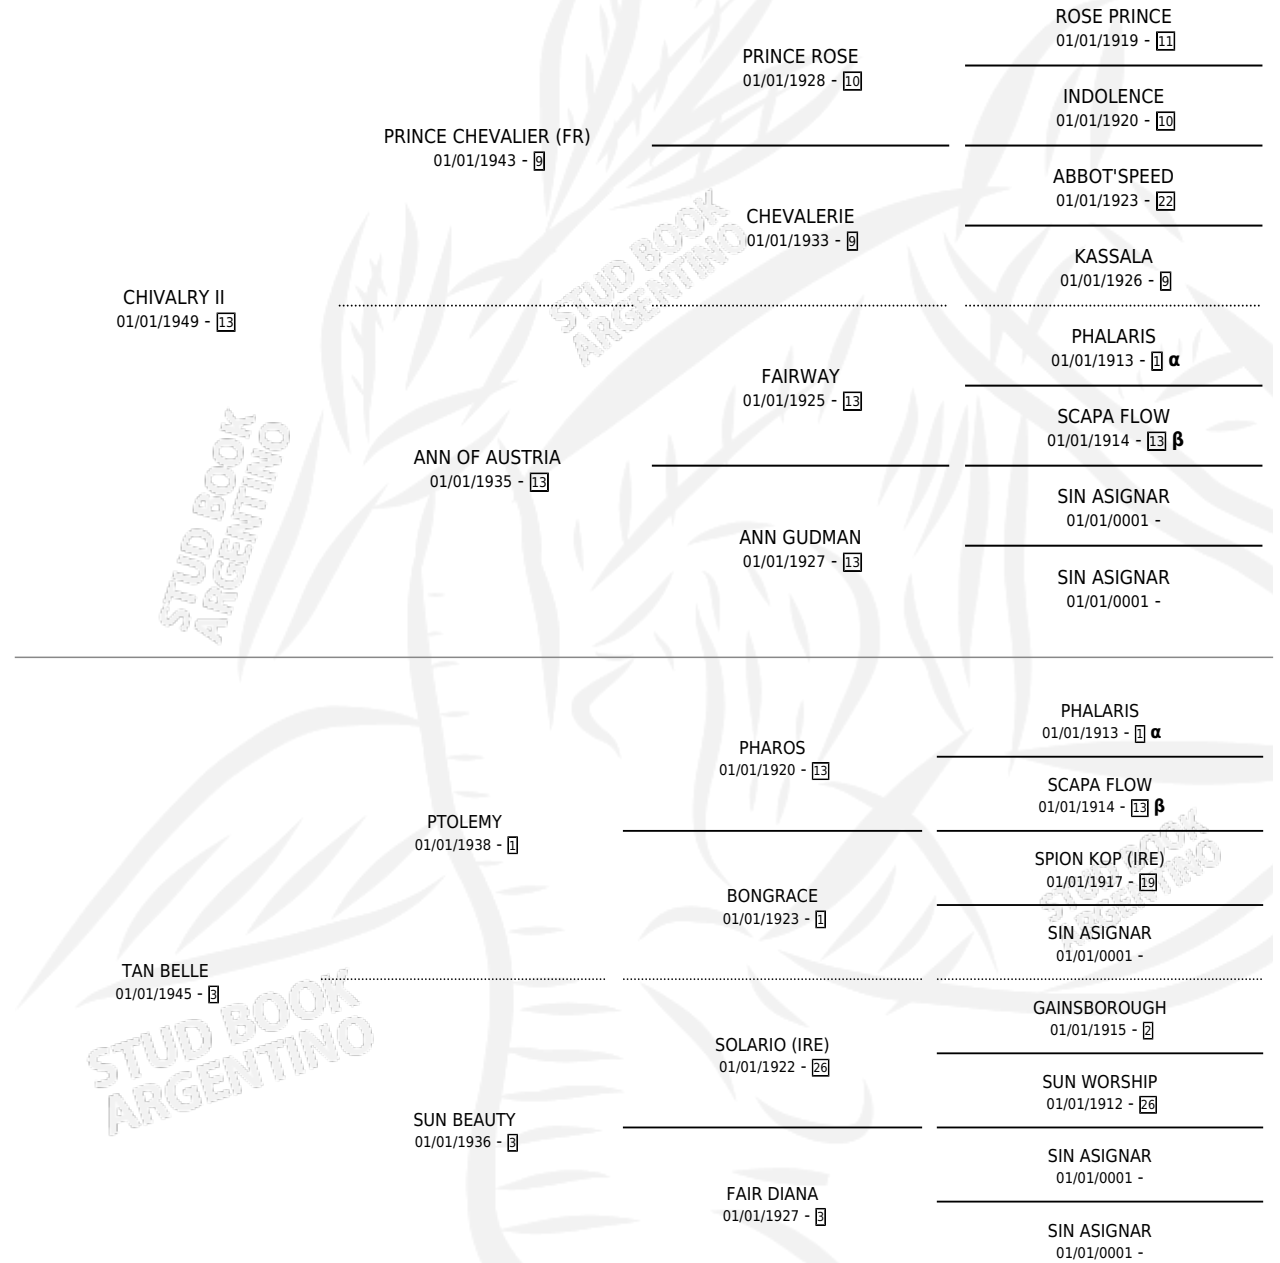 ROSE PRINCE
01/01/1919 - 11
PRINCE ROSE
01/01/1928 - 10
INDOLENCE
01/01/1920 - 10
PRINCE CHEVALIER (FR)
01/01/1943 - 9
ABBOT'SPEED
01/01/1923 - 22
CHEVALERIE
01/01/1933 - 9
KASSALA
01/01/1926 - 9
STUD BOOK
ARGENTINO
CHIVALRY II
01/01/1949 - 13
PHALARIS
01/01/1913 - 1 α
FAIRWAY
01/01/1925 - 13
SCAPA FLOW
01/01/1914 - 13 β
ANN OF AUSTRIA
01/01/1935 - 13
SIN ASIGNAR
01/01/0001 -
ANN GUDMAN
01/01/1927 - 13
SIN ASIGNAR
01/01/0001 -
STUD BOOK
ARGENTINO
PHALARIS
01/01/1913 - 1 α
PHAROS
01/01/1920 - 13
SCAPA FLOW
01/01/1914 - 13 β
PTOLEMY
01/01/1938 - 1
SPION KOP (IRE)
01/01/1917 - 19
BONGRACE
01/01/1923 - 1
SIN ASIGNAR
01/01/0001 -
STUD BOOK
ARGENTINO
TAN BELLE
01/01/1945 - 3
GAINSBOROUGH
01/01/1915 - 2
SOLARIO (IRE)
01/01/1922 - 26
SUN WORSHIP
01/01/1912 - 26
STUD BOOK
ARGENTINO
SUN BEAUTY
01/01/1936 - 3
SIN ASIGNAR
01/01/0001 -
FAIR DIANA
01/01/1927 - 3
SIN ASIGNAR
01/01/0001 -